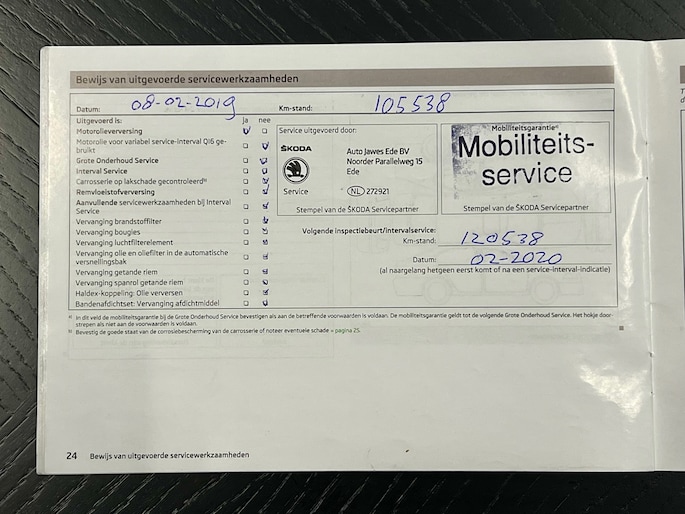 Bewijs van uitgevoerde servicewerkzaamheden
Datum: 08-02-2019 Km-stand: 105538
Uitgevoerd is: ja nee
Motorolieverversing
Motorolie voor variabel service-interval QI6 ge-
bruikt
Grote Onderhoud Service
Interval Service
Carrosserie op lakschade gecontroleerd b)
Remvloeistofverversing
Aanvullende servicewerkzaamheden bij Interval
Service
Vervanging brandstoffilter
Vervanging bougies
Vervanging luchtfilterelement
Vervanging olie en oliefilter in de automatische
versnellingsbak
Vervanging getande riem
Vervanging spanrol getande riem
Haldex-koppeling: Olie verversen
Bandenafdichtset: Vervanging afdichtmiddel
Service uitgevoerd door:
ŠKODA
Service
Auto Jawes Ede BV
Noorder Parallelweg 15
Ede
NL 272921
Stempel van de ŠKODA Servicepartner
Mobiliteitsgarantie a)
Mobiliteits-
service
Stempel van de ŠKODA Servicepartner
Volgende inspectiebeurt/intervalservice:
Km-stand: 120538
Datum: 02-2020
(al naargelang hetgeen eerst komt of na een service-interval-indicatie)
a) In dit veld de mobiliteitsgarantie bij de Grote Onderhoud Service bevestigen als aan de betreffende voorwaarden is voldaan. De mobiliteitsgarantie geldt tot de volgende Grote Onderhoud Service. Het hokje door-
strepen als niet aan de voorwaarden is voldaan.
b) Bevestig de goede staat van de corrosiebescherming van de carrosserie of noteer eventuele schade » pagina 25.
24 Bewijs van uitgevoerde servicewerkzaamheden